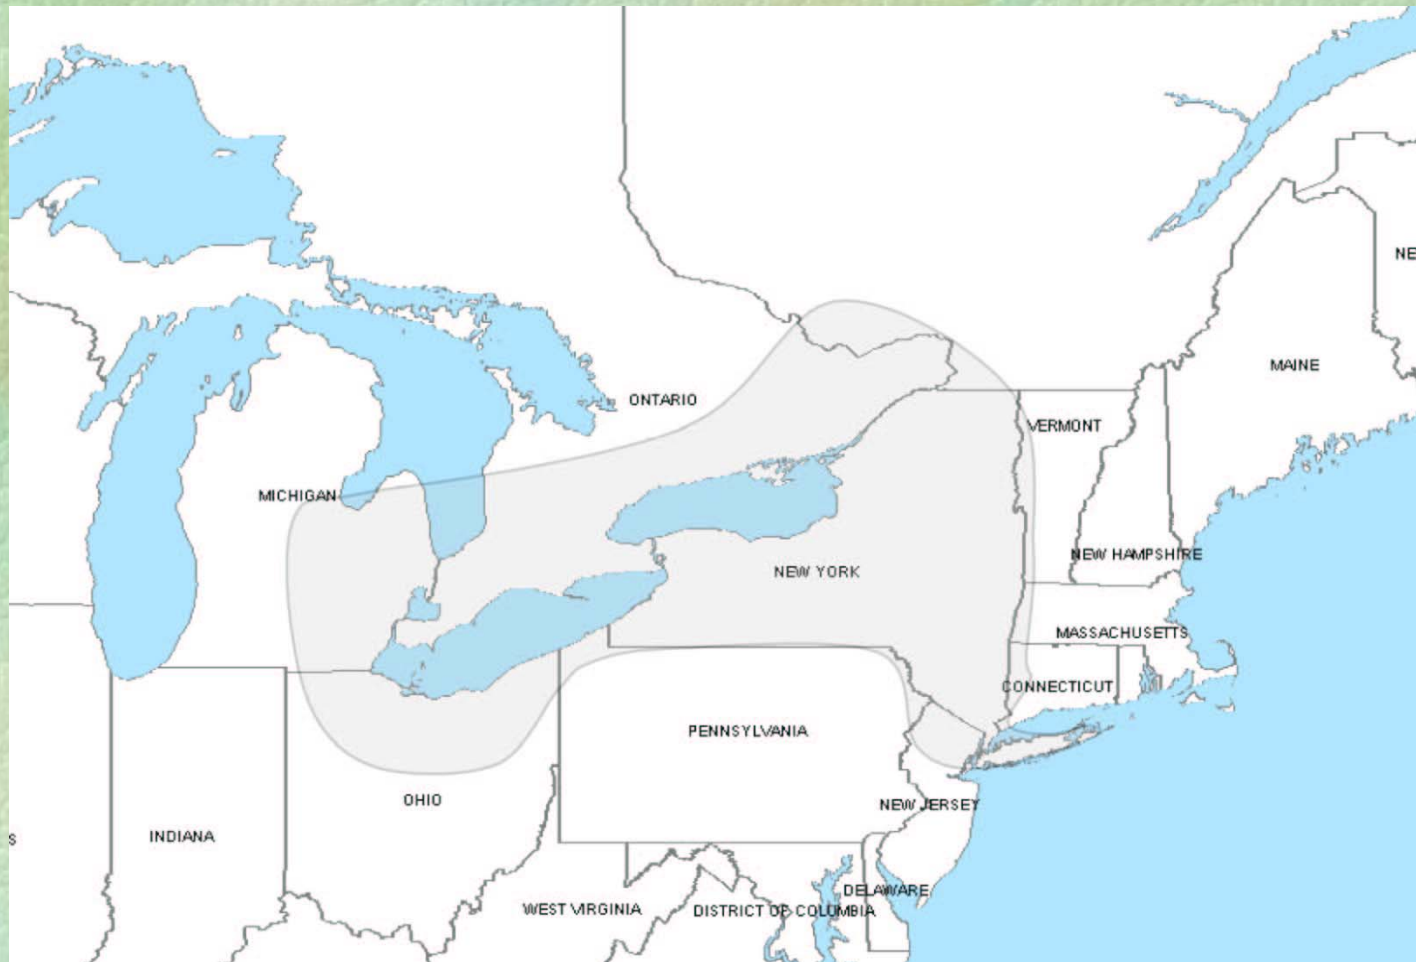 NE
MAINE
ONTARIO
VERMONT
MICHIGAN
NEW HAMPSHIRE
NEW YORK
MASSACHUSETTS
CONNECTICUT
PENNSYLVANIA
OHIO
NEW JERSEY
INDIANA
S
DELAWARE
WEST VIRGINIA
DISTRICT OF COLUMBIA